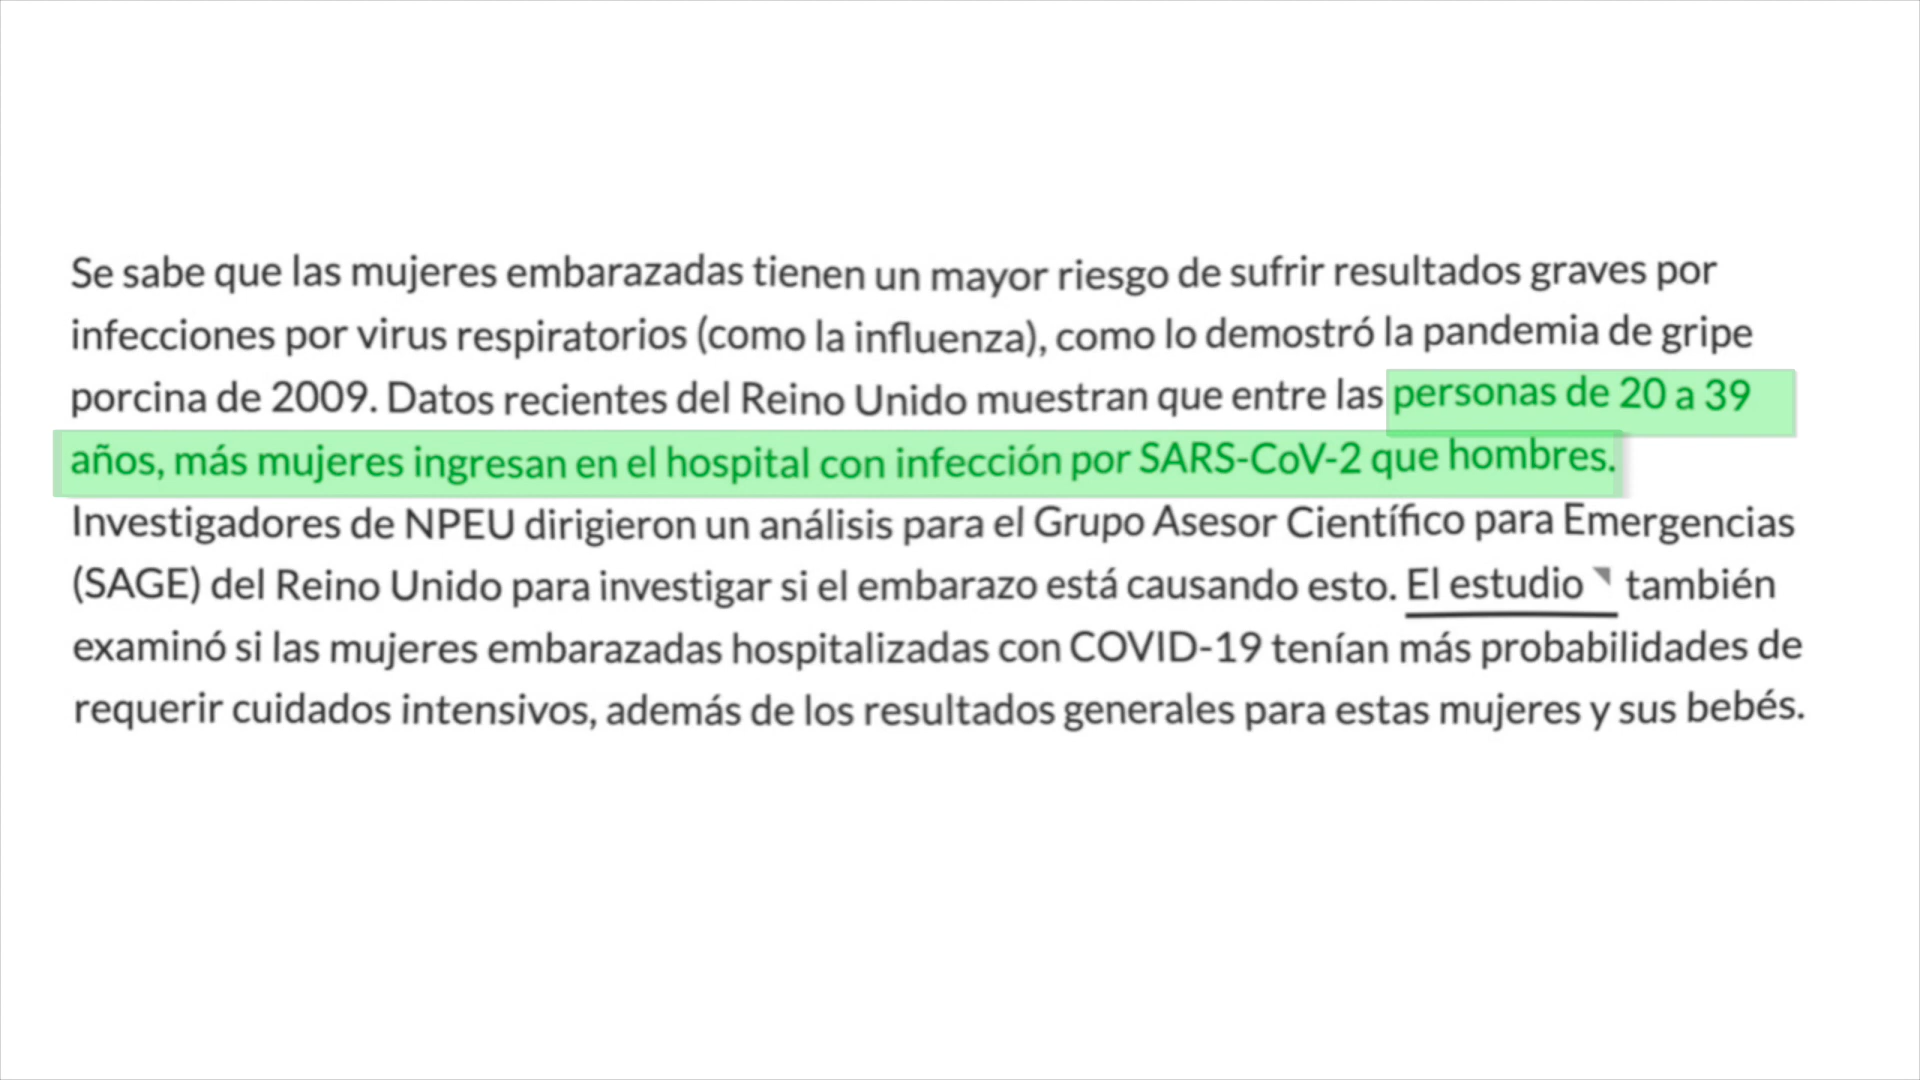 Se sabe que las mujeres embarazadas tienen un mayor riesgo de sufrir resultados graves por
infecciones por virus respiratorios (como la influenza), como lo demostró la pandemia de gripe
porcina de 2009. Datos recientes del Reino Unido muestran que entre las personas de 20 a 39
años, más mujeres ingresan en el hospital con infección por SARS-CoV-2 que hombres.
Investigadores de NPEU dirigieron un análisis para el Grupo Asesor Científico para Emergencias
(SAGE) del Reino Unido para investigar si el embarazo está causando esto. El estudio también
examinó si las mujeres embarazadas hospitalizadas con COVID-19 tenían más probabilidades de
requerir cuidados intensivos, además de los resultados generales para estas mujeres y sus bebés.